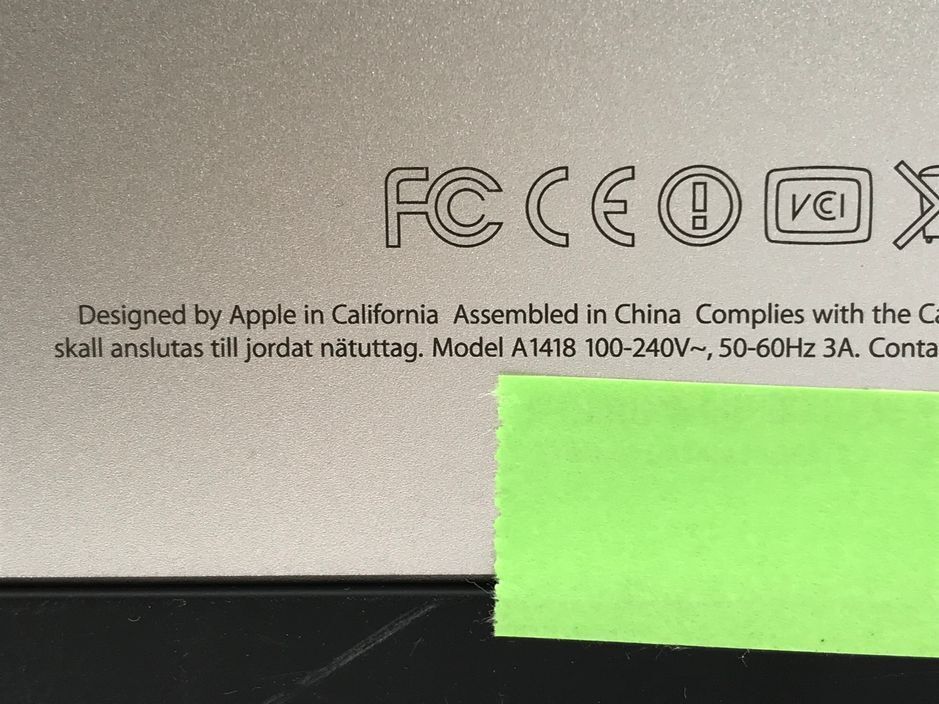 FC CE ! VCI
Designed by Apple in California Assembled in China Complies with the
skall anslutas till jordat nätuttag. Model A1418 100-240V~, 50-60Hz 3A.